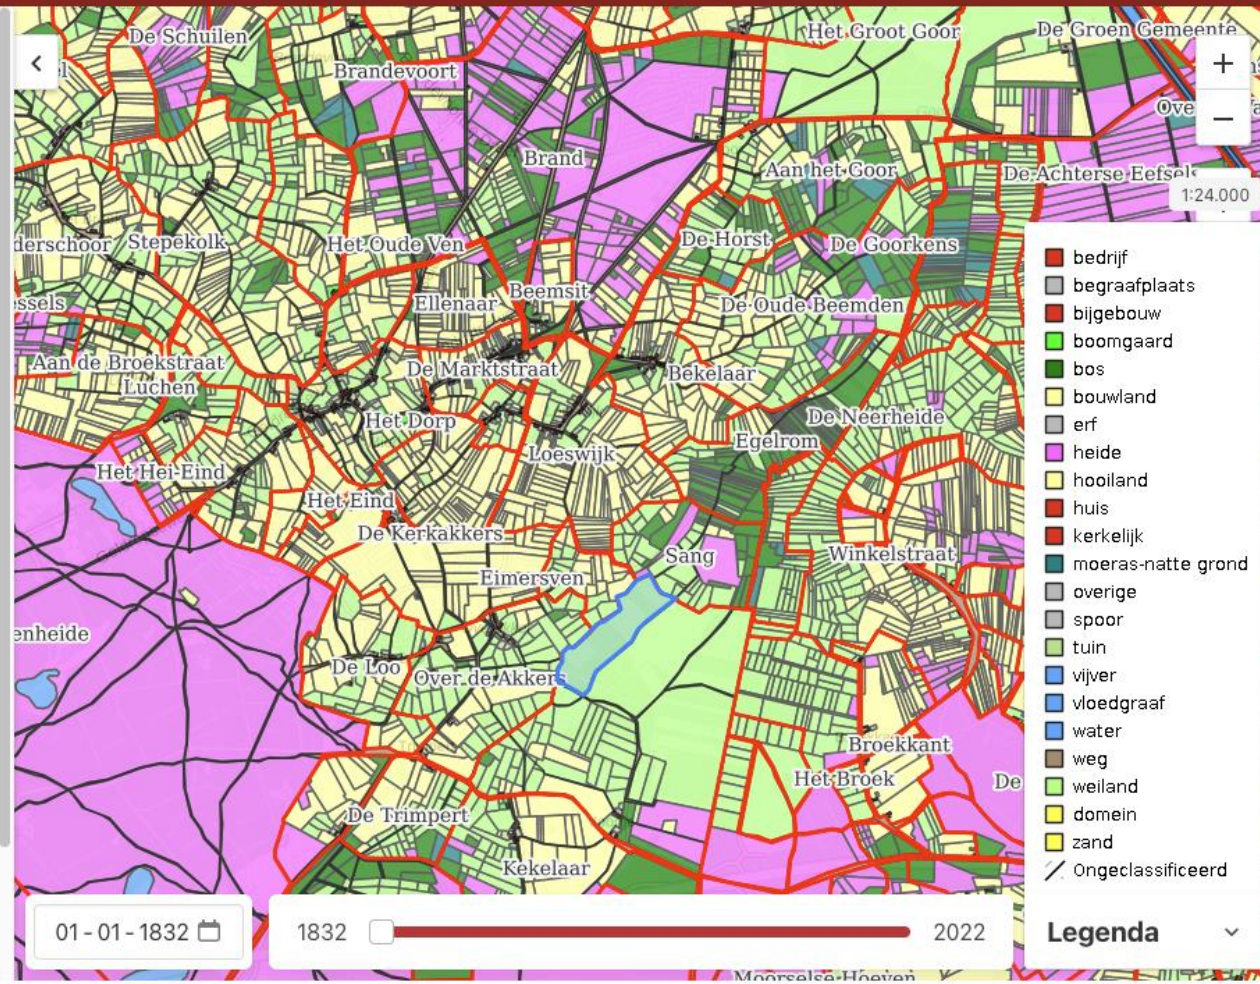 De Schuilen
Het Groot Goor
De Groen Gemeente
Brandevoort
+
−
Brand
Aan het Goor
De Achterse Eefsels
1:24.000
derschoor
Stepekolk
Het Oude Ven
De Horst
De Goorkens
essels
Ellenaar
Beemsit
De Oude Beemden
Aan de Broekstraat
Luchen
De Marktstraat
Bekelaar
Het Dorp
De Neerheide
Egelrom
Loeswijk
Het Hei-Eind
Het Eind
De Kerkakkers
Sang
Winkelstraat
Eimersven
enheide
De Loo
Over de Akkers
Broekkant
Het Broek
De
De Trimpert
Kekelaar
Moorselse Hoeven
bedrijf
begraafplaats
bijgebouw
boomgaard
bos
bouwland
erf
heide
hooiland
huis
kerkelijk
moeras-natte grond
overige
spoor
tuin
vijver
vloedgraaf
water
weg
weiland
domein
zand
Ongeclassificeerd
01-01-1832
1832
2022
Legenda